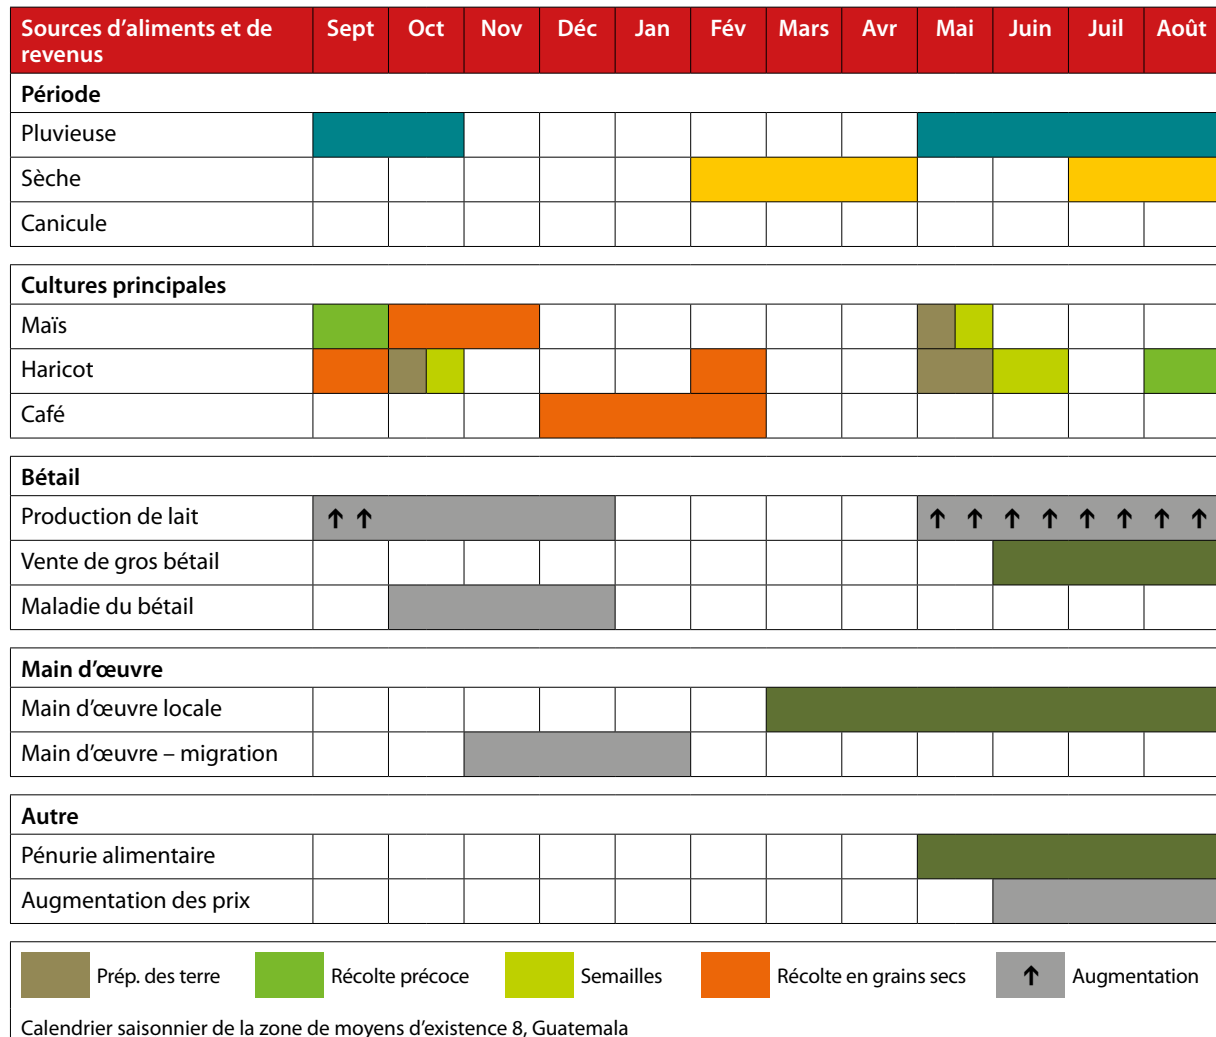 Sources d'aliments et de revenus Sept Oct Nov Déc Jan Fév Mars Avr Mai Juin Juil Août
Période
Pluvieuse
Sèche
Canicule
Cultures principales
Maïs
Haricot
Café
Bétail
Production de lait ↑ ↑ ↑ ↑ ↑ ↑ ↑ ↑ ↑ ↑
Vente de gros bétail
Maladie du bétail
Main d'œuvre
Main d'œuvre locale
Main d'œuvre – migration
Autre
Pénurie alimentaire
Augmentation des prix
Prép. des terre Récolte précoce Semailles Récolte en grains secs ↑ Augmentation
Calendrier saisonnier de la zone de moyens d'existence 8, Guatemala